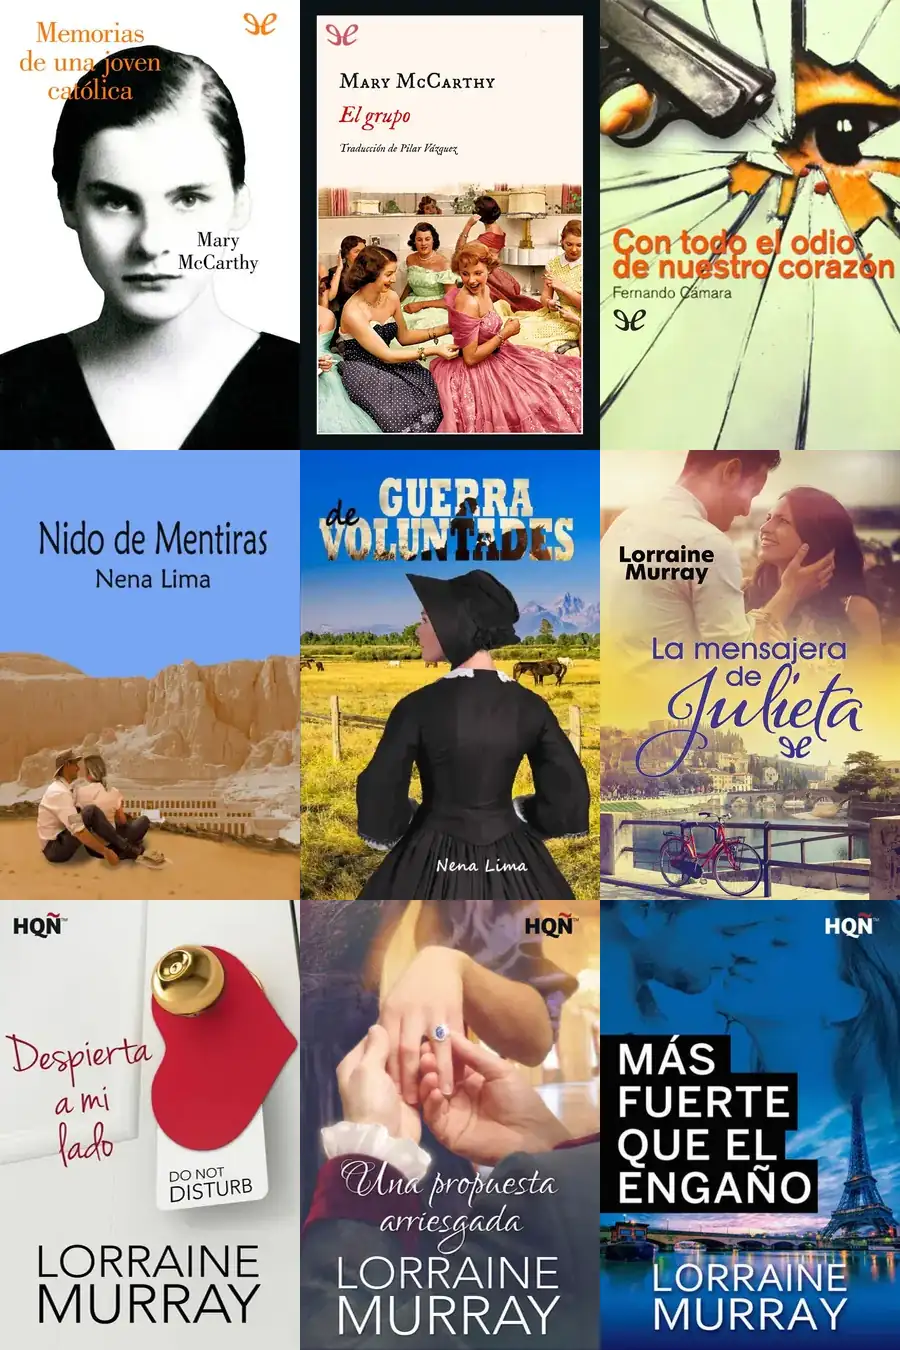 Memorias
de una joven
católica
Mary
McCarthy
Mary McCarthy
El grupo
Traducción de Pilar Vázquez
Con todo el odio
de nuestro corazón
Fernando Cámara
Nido de Mentiras
Nena Lima
GUERRA
de
VOLUNTADES
Nena Lima
Lorraine
Murray
La mensajera
de
Julieta
HQÑ™
Despierta
a mi
lado
DO NOT
DISTURB
LORRAINE
MURRAY
HQÑ™
Una propuesta
arriesgada
LORRAINE
MURRAY
HQÑ™
MÁS
FUERTE
QUE EL
ENGAÑO
LORRAINE
MURRAY